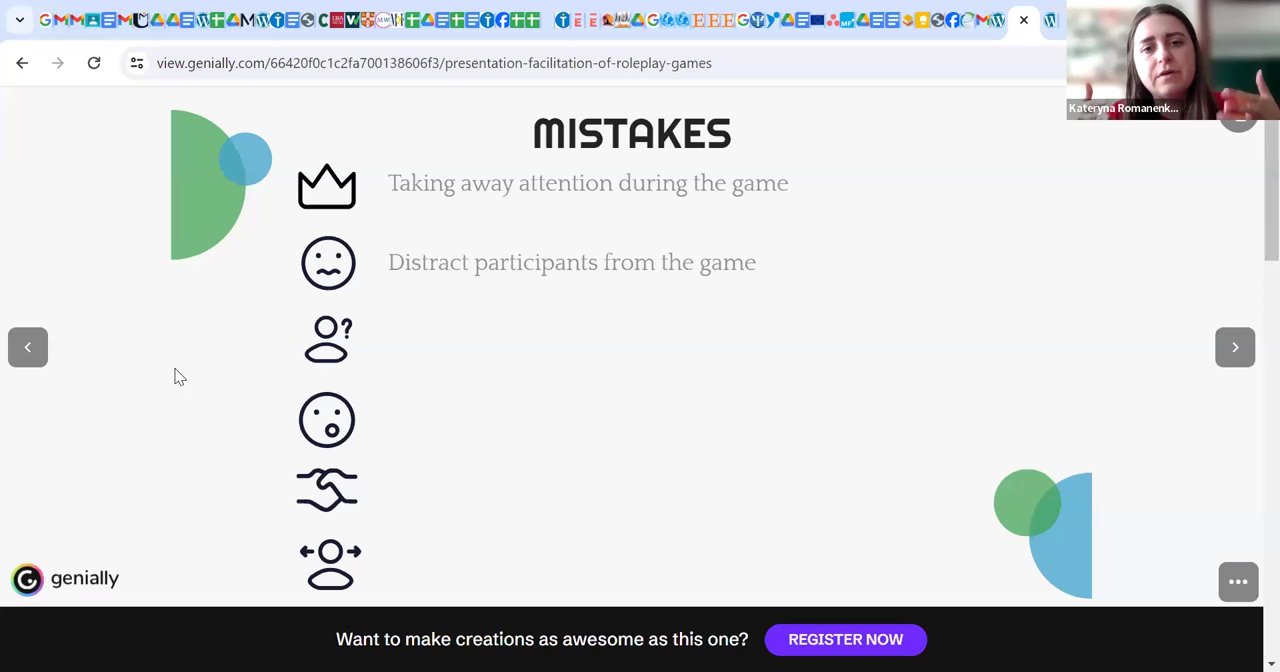 view.genially.com/66420f0c1c2fa700138606f3/presentation-facilitation-of-roleplay-games
Kateryna Romanenk...
MISTAKES
Taking away attention during the game
Distract participants from the game
genially
Want to make creations as awesome as this one?
REGISTER NOW